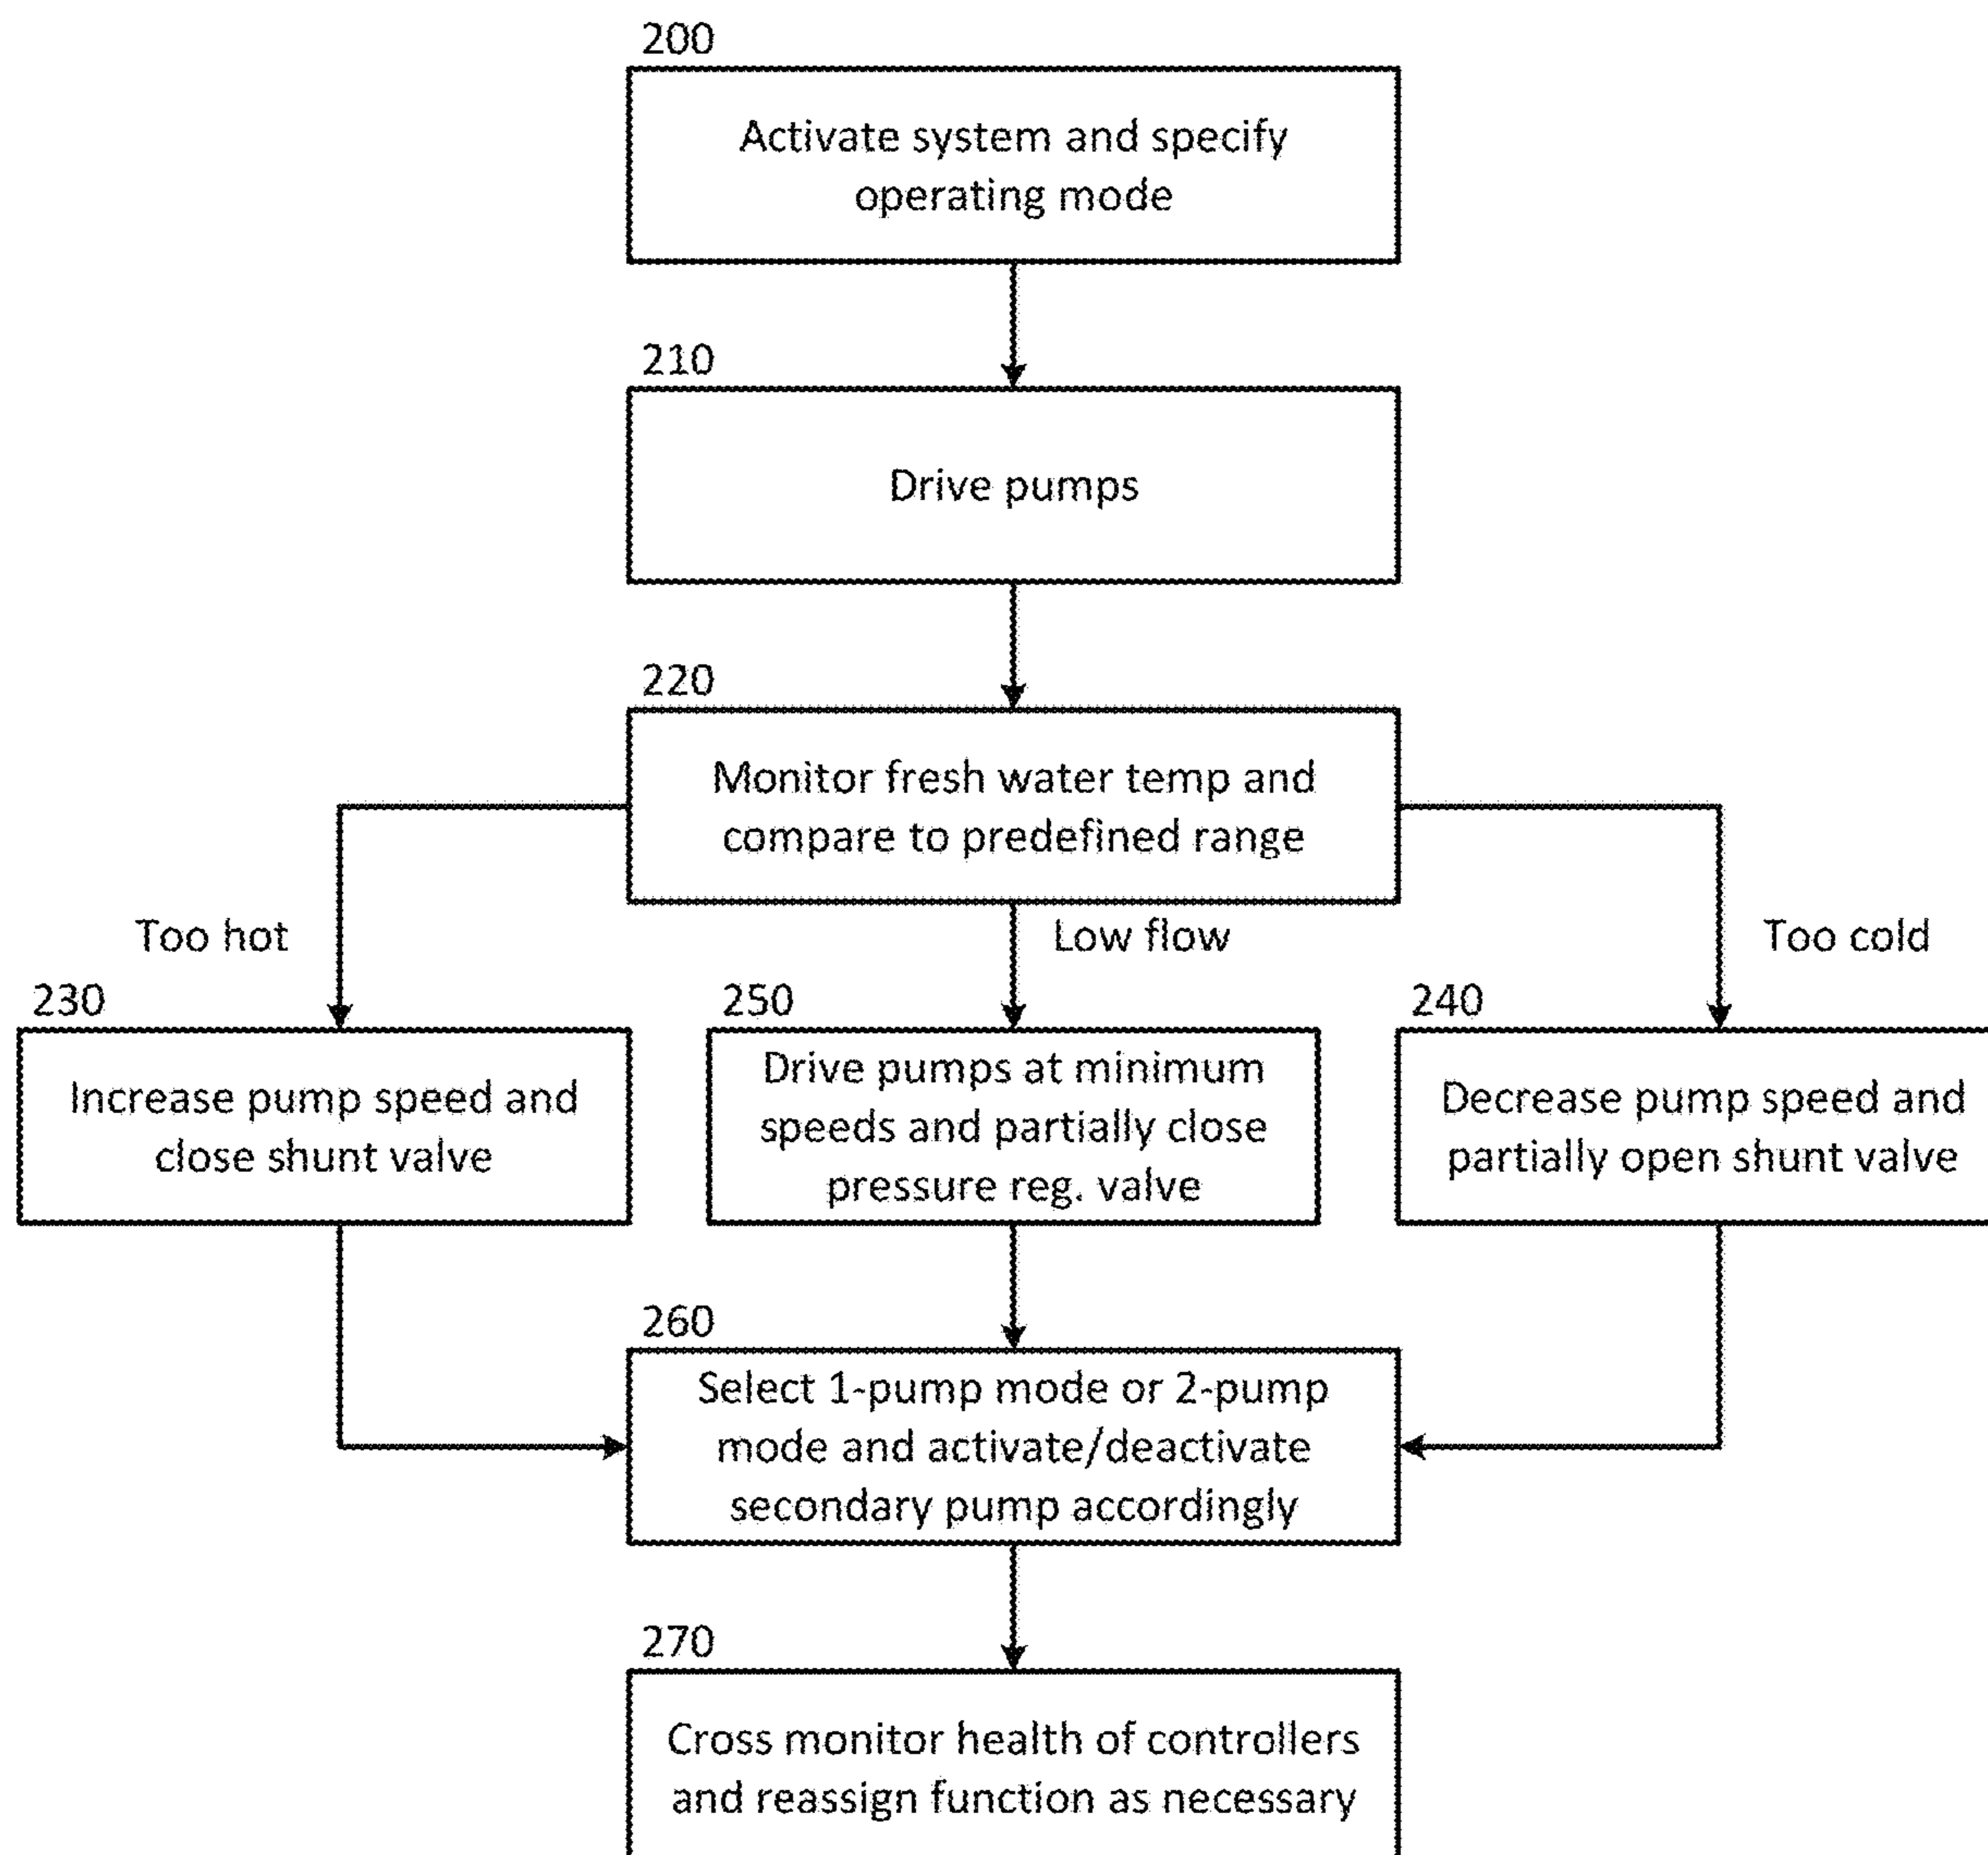 200
Activate system and specify
operating mode
210
Drive pumps
220
Monitor fresh water temp and
compare to predefined range
Too hot
Low flow
Too cold
230
Increase pump speed and
close shunt valve
250
Drive pumps at minimum
speeds and partially close
pressure reg. valve
240
Decrease pump speed and
partially open shunt valve
260
Select 1-pump mode or 2-pump
mode and activate/deactivate
secondary pump accordingly
270
Cross monitor health of controllers
and reassign function as necessary